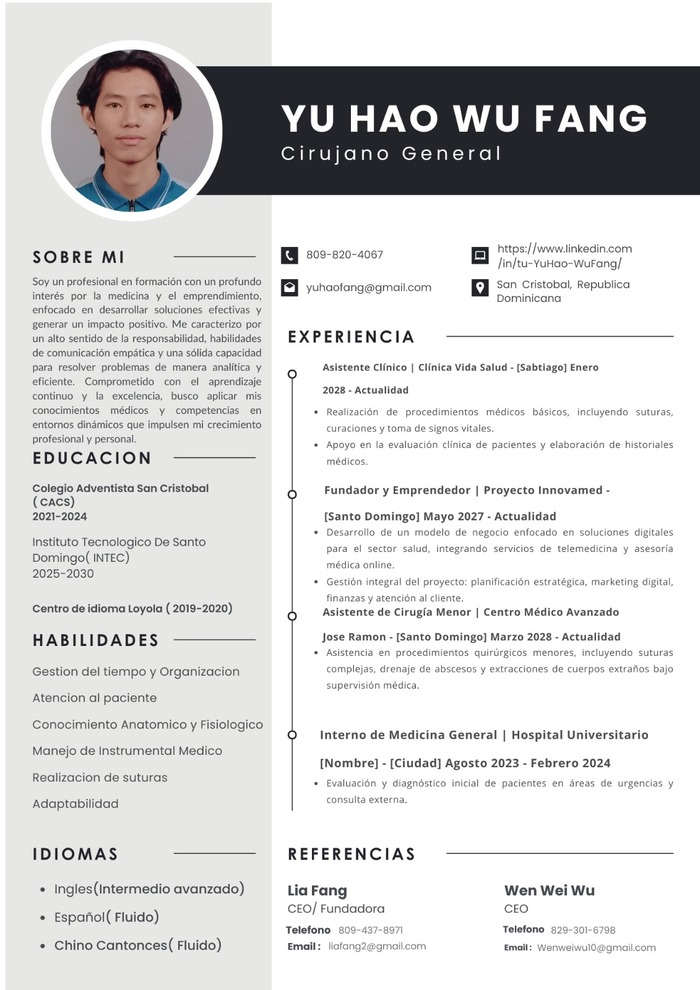 YU HAO WU FANG
Cirujano General
809-820-4067
https://www.linkedin.com
/in/tu-YuHao-WuFang/
yuhaofang@gmail.com
San Cristobal, Republica
Dominicana
SOBRE MI
Soy un profesional en formación con un profundo
interés por la medicina y el emprendimiento,
enfocado en desarrollar soluciones efectivas y
generar un impacto positivo. Me caracterizo por
un alto sentido de la responsabilidad, habilidades
de comunicación empática y una sólida capacidad
para resolver problemas de manera analítica y
eficiente. Comprometido con el aprendizaje
continuo y la excelencia, busco aplicar mis
conocimientos médicos y competencias en
entornos dinámicos que impulsen mi crecimiento
profesional y personal.
EDUCACION
Colegio Adventista San Cristobal
( CACS)
2021-2024
Instituto Tecnologico De Santo
Domingo( INTEC)
2025-2030
Centro de idioma Loyola ( 2019-2020)
HABILIDADES
Gestion del tiempo y Organizacion
Atencion al paciente
Conocimiento Anatomico y Fisiologico
Manejo de Instrumental Medico
Realizacion de suturas
Adaptabilidad
IDIOMAS
• Ingles(Intermedio avanzado)
• Español( Fluido)
• Chino Cantonces( Fluido)
EXPERIENCIA
Asistente Clínico | Clínica Vida Salud - [Sabtiago] Enero
2028 - Actualidad
• Realización de procedimientos médicos básicos, incluyendo suturas,
curaciones y toma de signos vitales.
• Apoyo en la evaluación clínica de pacientes y elaboración de historiales
médicos.
Fundador y Emprendedor | Proyecto Innovamed -
[Santo Domingo] Mayo 2027 - Actualidad
• Desarrollo de un modelo de negocio enfocado en soluciones digitales
para el sector salud, integrando servicios de telemedicina y asesoría
médica online.
• Gestión integral del proyecto: planificación estratégica, marketing digital,
finanzas y atención al cliente.
Asistente de Cirugía Menor | Centro Médico Avanzado
Jose Ramon - [Santo Domingo] Marzo 2028 - Actualidad
• Asistencia en procedimientos quirúrgicos menores, incluyendo suturas
complejas, drenaje de abscesos y extracciones de cuerpos extraños bajo
supervisión médica.
Interno de Medicina General | Hospital Universitario
[Nombre] - [Ciudad] Agosto 2023 - Febrero 2024
• Evaluación y diagnóstico inicial de pacientes en áreas de urgencias y
consulta externa.
REFERENCIAS
Lia Fang
CEO/ Fundadora
Telefono 809-437-8971
Email : liafang2@gmail.com
Wen Wei Wu
CEO
Telefono 829-301-6798
Email : Wenweiwu10@gmail.com